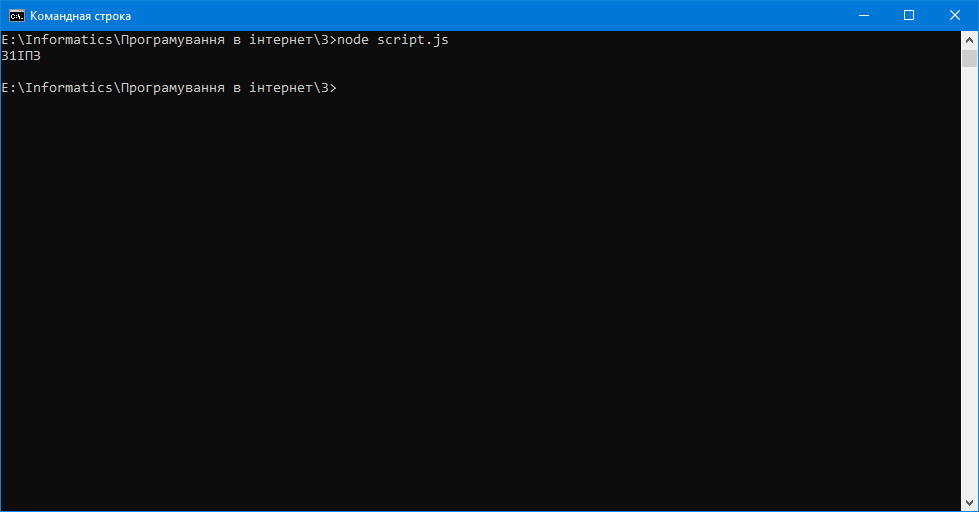 Командная строка
E:\Informatics\Програмування в інтернет\3>node script.js
31ІПЗ
E:\Informatics\Програмування в інтернет\3>